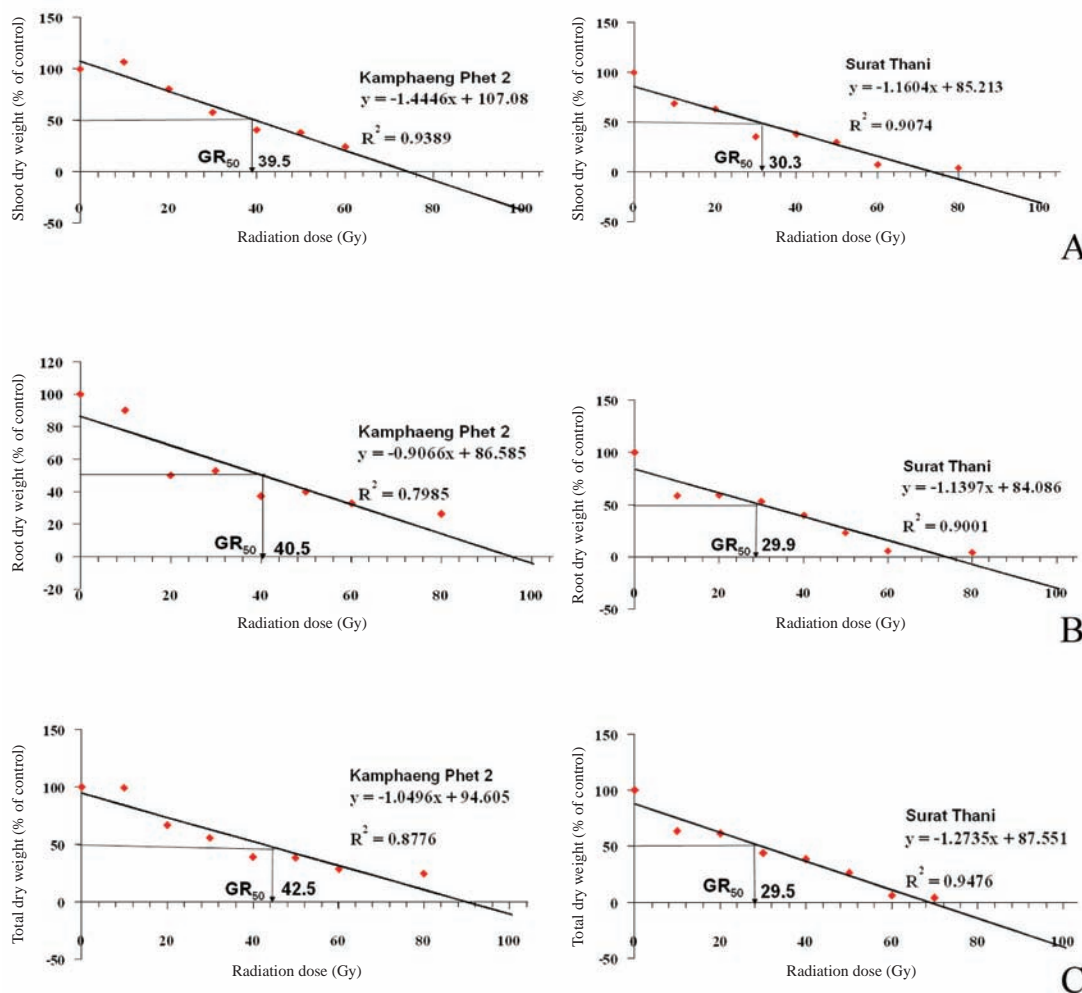 Shoot dry weight (% of control)
150
100
50
0
-50
0 20 40 60 80 100
Kamphaeng Phet 2
y = -1.4446x + 107.08
R² = 0.9389
GR₅₀ 39.5
Radiation dose (Gy)
Shoot dry weight (% of control)
150
100
50
0
-50
0 20 40 60 80 100
Surat Thani
y = -1.1604x + 85.213
R² = 0.9074
GR₅₀ 30.3
Radiation dose (Gy)
A
Root dry weight (% of control)
120
100
80
60
40
20
0
-20
0 20 40 60 80 100
Kamphaeng Phet 2
y = -0.9066x + 86.585
R² = 0.7985
GR₅₀ 40.5
Radiation dose (Gy)
Root dry weight (% of control)
150
100
50
0
-50
0 20 40 60 80 100
Surat Thani
y = -1.1397x + 84.086
R² = 0.9001
GR₅₀ 29.9
Radiation dose (Gy)
B
Total dry weight (% of control)
150
100
50
0
-50
0 20 40 60 80 100
Kamphaeng Phet 2
y = -1.0496x + 94.605
R² = 0.8776
GR₅₀ 42.5
Radiation dose (Gy)
Total dry weight (% of control)
150
100
50
0
-50
0 20 40 60 80 100
Surat Thani
y = -1.2735x + 87.551
R² = 0.9476
GR₅₀ 29.5
Radiation dose (Gy)
C